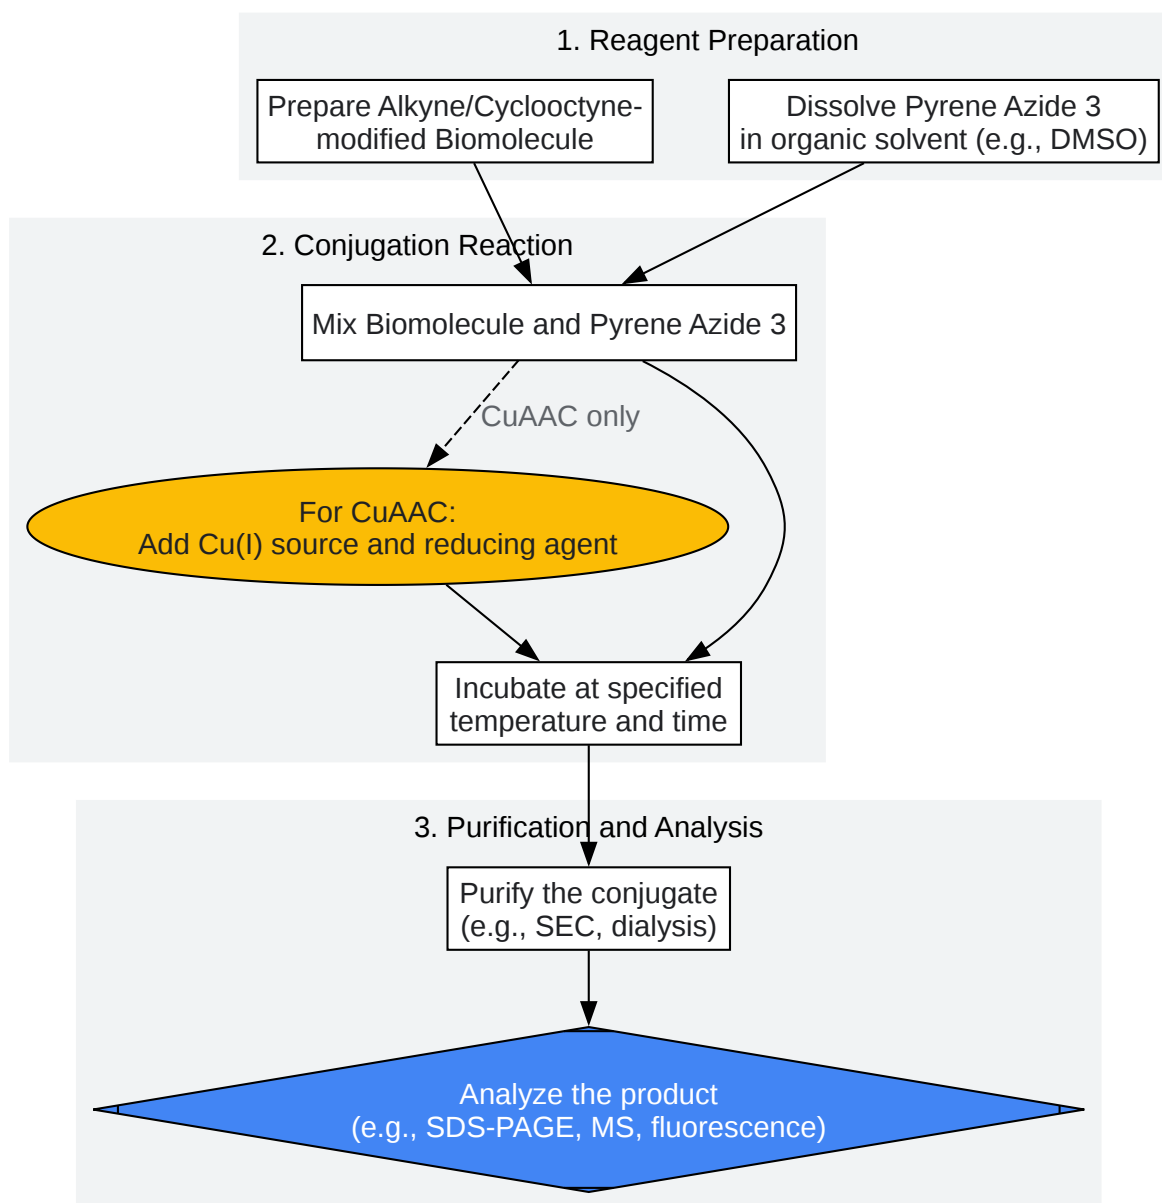 1. Reagent Preparation
Prepare Alkyne/Cyclooctyne-
modified Biomolecule
Dissolve Pyrene Azide 3
in organic solvent (e.g., DMSO)
2. Conjugation Reaction
Mix Biomolecule and Pyrene Azide 3
CuAAC only
For CuAAC:
Add Cu(I) source and reducing agent
Incubate at specified
temperature and time
3. Purification and Analysis
Purify the conjugate
(e.g., SEC, dialysis)
Analyze the product
(e.g., SDS-PAGE, MS, fluorescence)